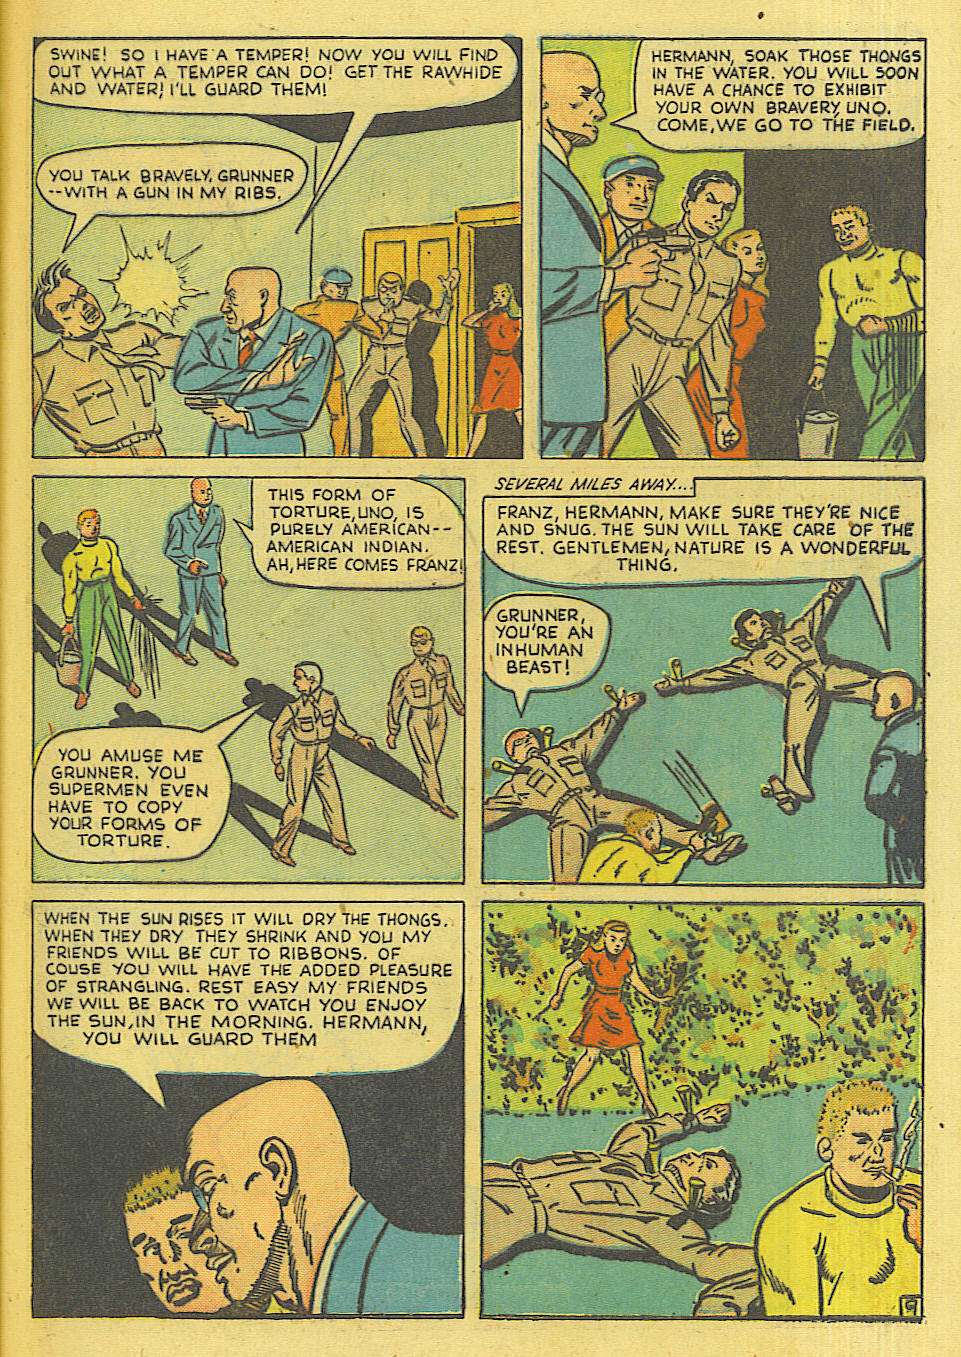 SWINE! SO I HAVE A TEMPER! NOW YOU WILL FIND
OUT WHAT A TEMPER CAN DO! GET THE RAWHIDE
AND WATER! I'LL GUARD THEM!
YOU TALK BRAVELY, GRUNNER
--WITH A GUN IN MY RIBS.
HERMANN, SOAK THOSE THONGS
IN THE WATER. YOU WILL SOON
HAVE A CHANCE TO EXHIBIT
YOUR OWN BRAVERY, UNO.
COME, WE GO TO THE FIELD.
THIS FORM OF
TORTURE, UNO, IS
PURELY AMERICAN--
AMERICAN INDIAN.
AH, HERE COMES FRANZ!
YOU AMUSE ME
GRUNNER. YOU
SUPERMEN EVEN
HAVE TO COPY
YOUR FORMS OF
TORTURE.
SEVERAL MILES AWAY...
FRANZ, HERMANN, MAKE SURE THEY'RE NICE
AND SNUG. THE SUN WILL TAKE CARE OF THE
REST. GENTLEMEN, NATURE IS A WONDERFUL
THING.
GRUNNER,
YOU'RE AN
INHUMAN
BEAST!
WHEN THE SUN RISES IT WILL DRY THE THONGS.
WHEN THEY DRY THEY SHRINK AND YOU MY
FRIENDS WILL BE CUT TO RIBBONS. OF
COUSE YOU WILL HAVE THE ADDED PLEASURE
OF STRANGLING. REST EASY MY FRIENDS
WE WILL BE BACK TO WATCH YOU ENJOY
THE SUN, IN THE MORNING. HERMANN,
YOU WILL GUARD THEM
9